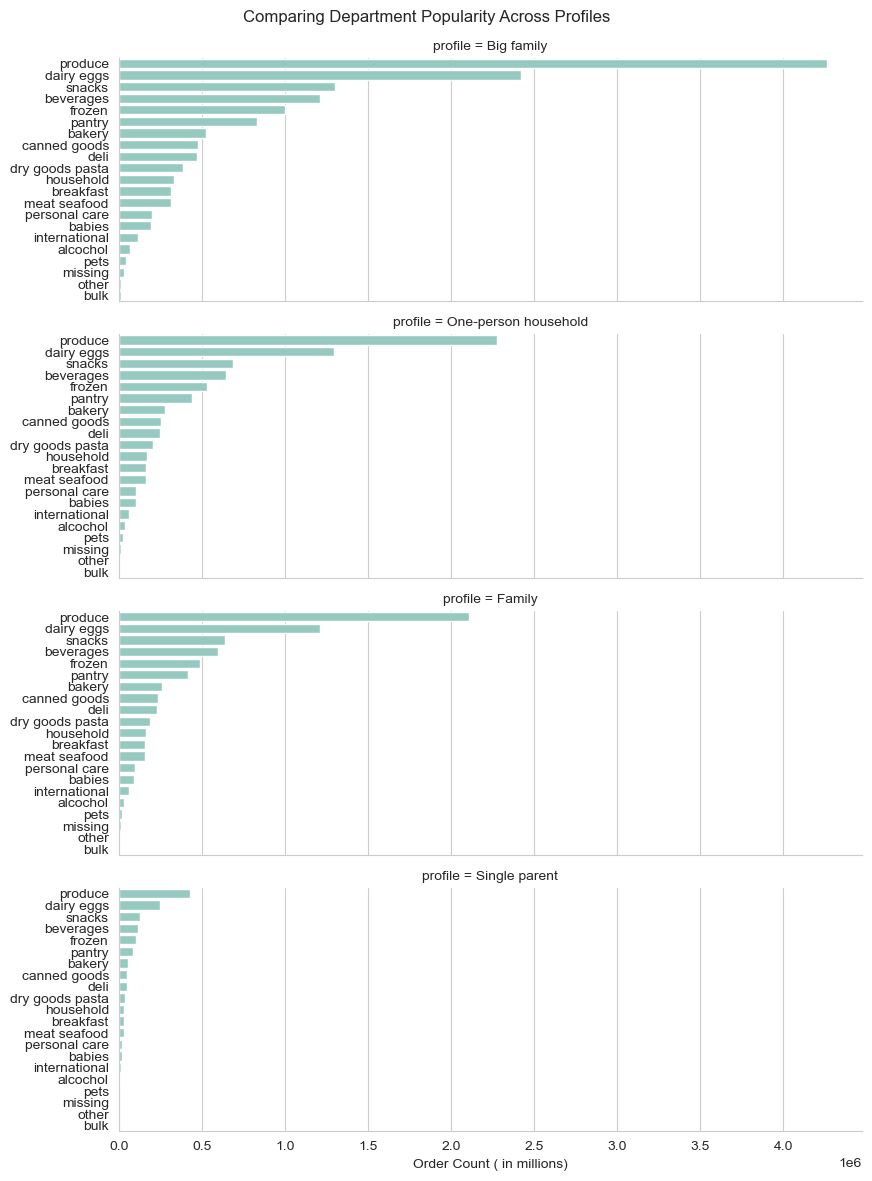 Comparing Department Popularity Across Profiles
profile = Big family
produce
dairy eggs
snacks
beverages
frozen
pantry
bakery
canned goods
deli
dry goods pasta
household
breakfast
meat seafood
personal care
babies
international
alcochol
pets
missing
other
bulk
profile = One-person household
produce
dairy eggs
snacks
beverages
frozen
pantry
bakery
canned goods
deli
dry goods pasta
household
breakfast
meat seafood
personal care
babies
international
alcochol
pets
missing
other
bulk
profile = Family
produce
dairy eggs
snacks
beverages
frozen
pantry
bakery
canned goods
deli
dry goods pasta
household
breakfast
meat seafood
personal care
babies
international
alcochol
pets
missing
other
bulk
profile = Single parent
produce
dairy eggs
snacks
beverages
frozen
pantry
bakery
canned goods
deli
dry goods pasta
household
breakfast
meat seafood
personal care
babies
international
alcochol
pets
missing
other
bulk
0.0 0.5 1.0 1.5 2.0 2.5 3.0 3.5 4.0
Order Count ( in millions) 1e6